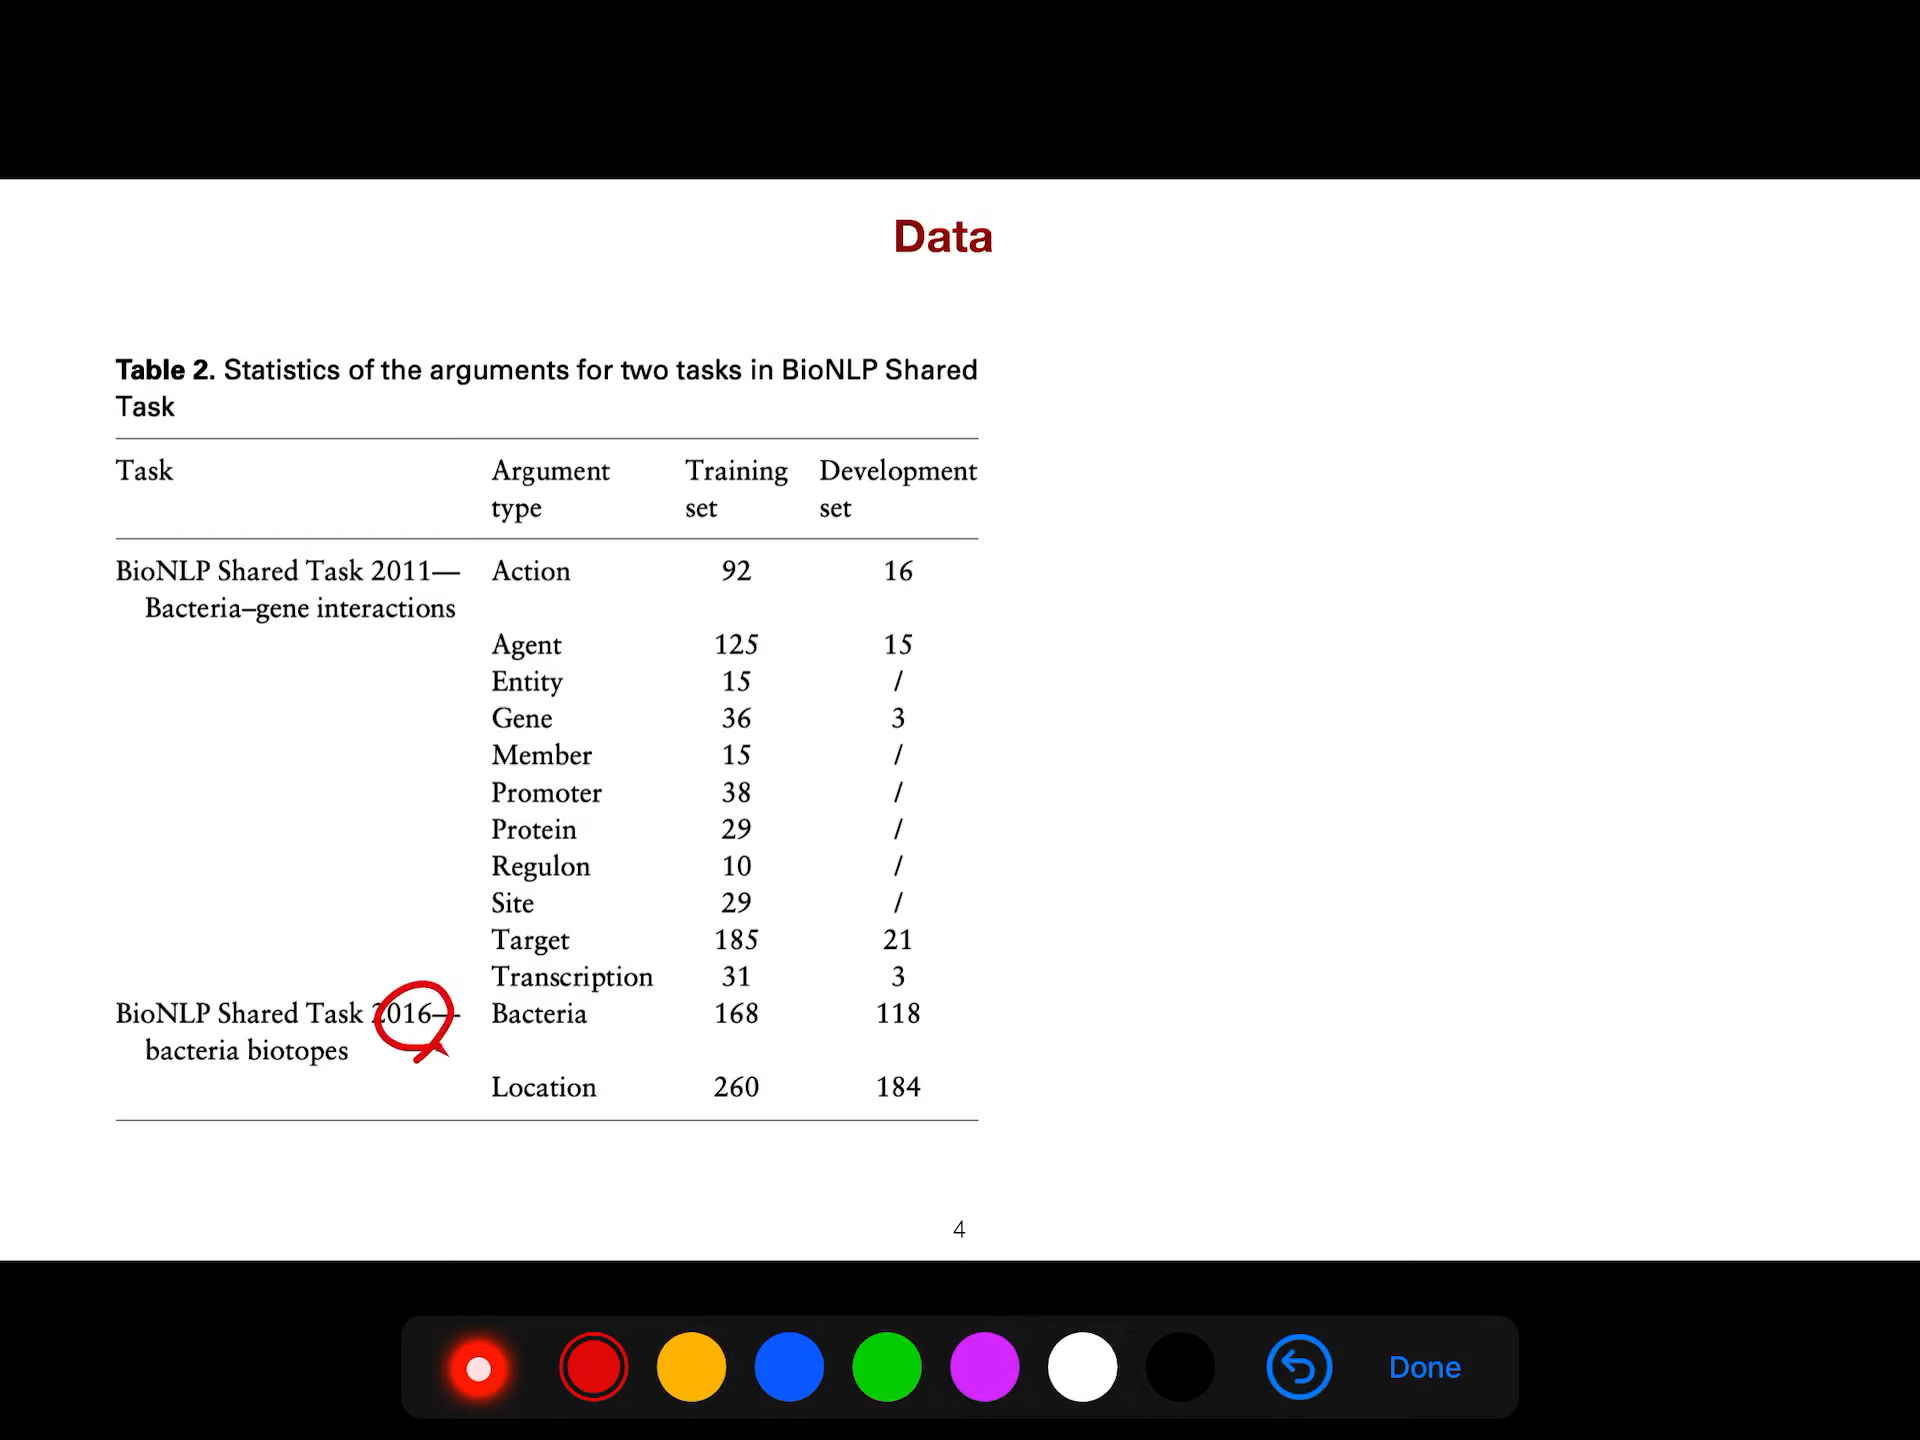 Data
Table 2. Statistics of the arguments for two tasks in BioNLP Shared
Task
Task Argument type Training set Development set
BioNLP Shared Task 2011— Action 92 16
Bacteria–gene interactions
Agent 125 15
Entity 15 /
Gene 36 3
Member 15 /
Promoter 38 /
Protein 29 /
Regulon 10 /
Site 29 /
Target 185 21
Transcription 31 3
BioNLP Shared Task 2016— Bacteria 168 118
bacteria biotopes
Location 260 184
4
Done